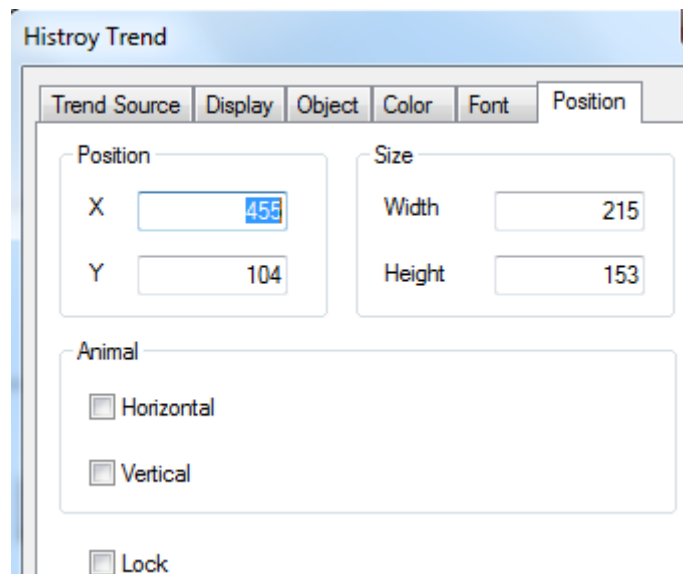 Histroy Trend
Trend Source Display Object Color Font Position
Position Size
X 455 Width 215
Y 104 Height 153
Animal
Horizontal
Vertical
Lock